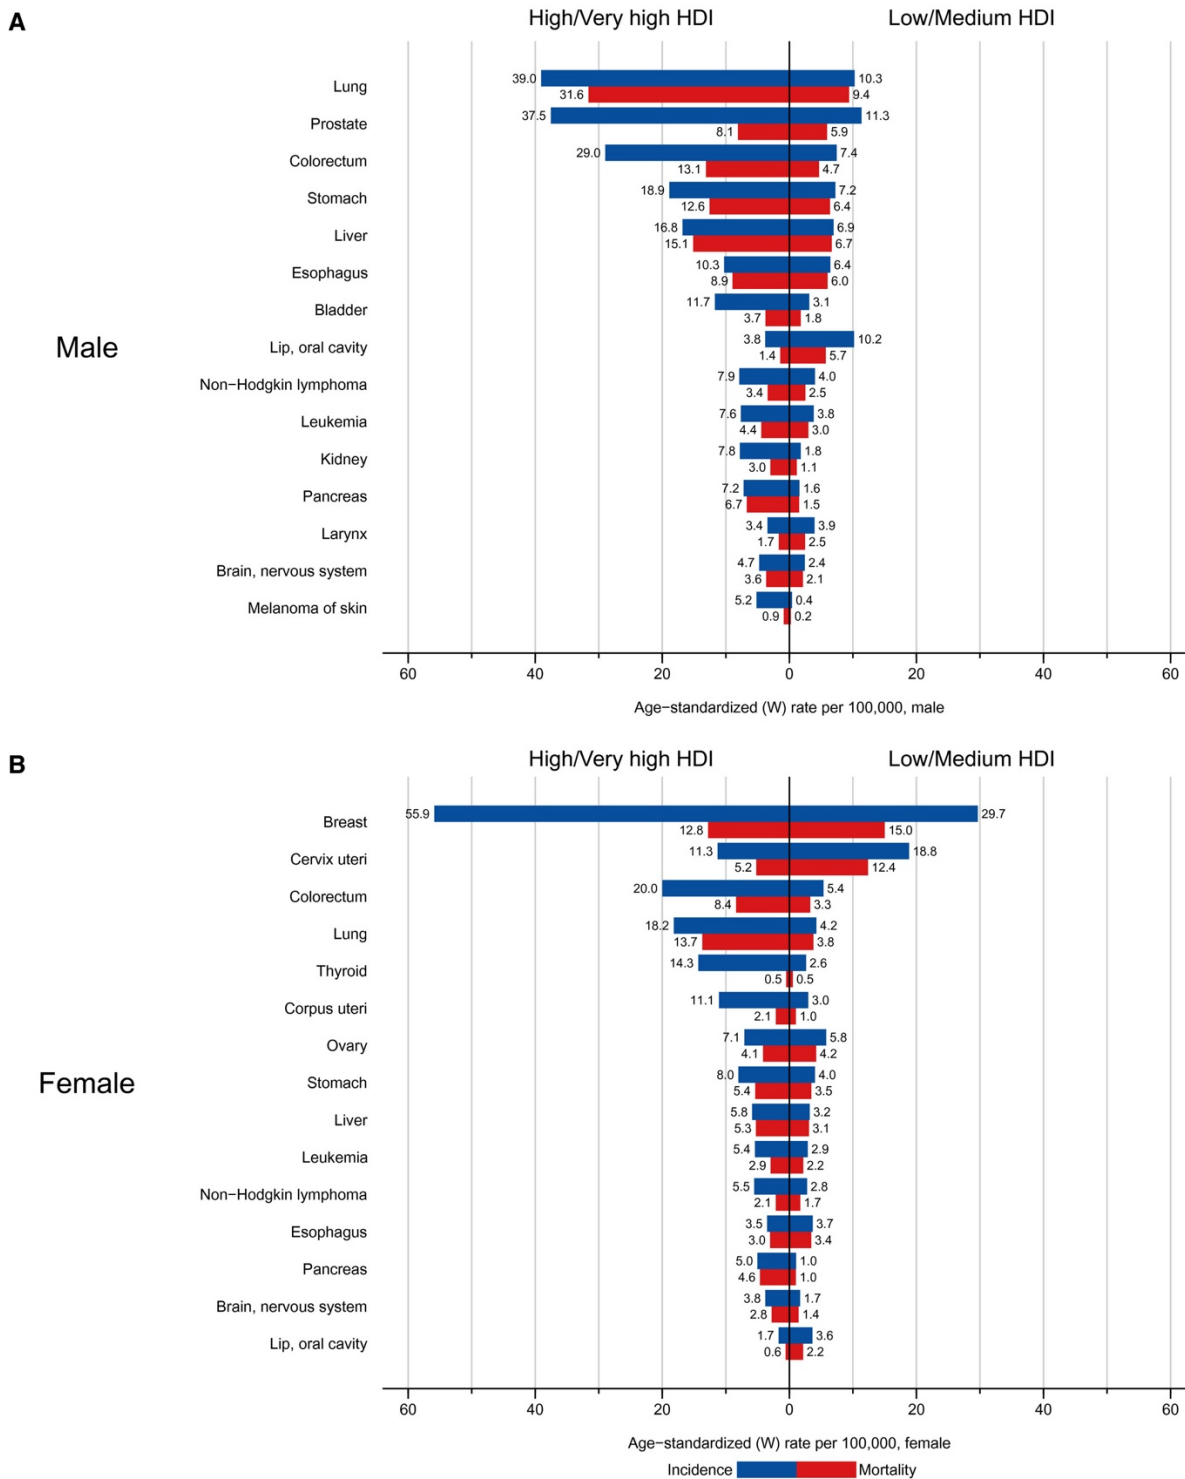 A
High/Very high HDI Low/Medium HDI
Male
Lung 39.0 10.3
31.6 9.4
Prostate 37.5 11.3
8.1 5.9
Colorectum 29.0 7.4
13.1 4.7
Stomach 18.9 7.2
12.6 6.4
Liver 16.8 6.9
15.1 6.7
Esophagus 10.3 6.4
8.9 6.0
Bladder 11.7 3.1
3.7 1.8
Lip, oral cavity 3.8 10.2
1.4 5.7
Non−Hodgkin lymphoma 7.9 4.0
3.4 2.5
Leukemia 7.6 3.8
4.4 3.0
Kidney 7.8 1.8
3.0 1.1
Pancreas 7.2 1.6
6.7 1.5
Larynx 3.4 3.9
1.7 2.5
Brain, nervous system 4.7 2.4
3.6 2.1
Melanoma of skin 5.2 0.4
0.9 0.2
60 40 20 0 20 40 60
Age−standardized (W) rate per 100,000, male
B
High/Very high HDI Low/Medium HDI
Female
Breast 55.9 29.7
12.8 15.0
Cervix uteri 11.3 18.8
5.2 12.4
Colorectum 20.0 5.4
8.4 3.3
Lung 18.2 4.2
13.7 3.8
Thyroid 14.3 2.6
0.5 0.5
Corpus uteri 11.1 3.0
2.1 1.0
Ovary 7.1 5.8
4.1 4.2
Stomach 8.0 4.0
5.4 3.5
Liver 5.8 3.2
5.3 3.1
Leukemia 5.4 2.9
2.9 2.2
Non−Hodgkin lymphoma 5.5 2.8
2.1 1.7
Esophagus 3.5 3.7
3.0 3.4
Pancreas 5.0 1.0
4.6 1.0
Brain, nervous system 3.8 1.7
2.8 1.4
Lip, oral cavity 1.7 3.6
0.6 2.2
60 40 20 0 20 40 60
Age−standardized (W) rate per 100,000, female
Incidence Mortality